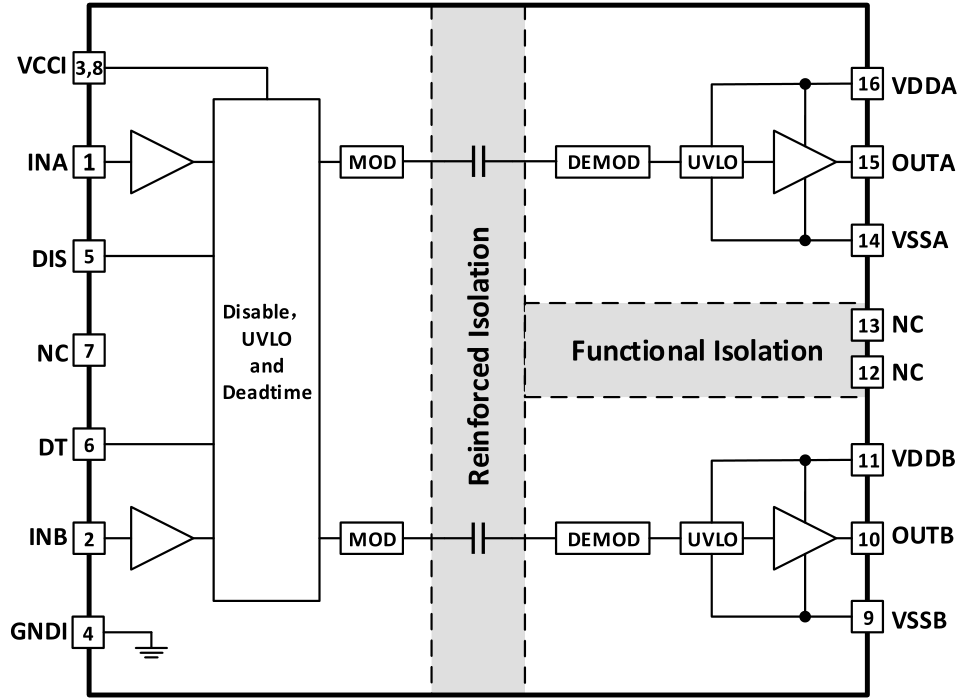 VCCI
3,8
INA
1
DIS
5
NC
7
DT
6
INB
2
GNDI
4
Disable,
UVLO
and
Deadtime
MOD
MOD
Reinforced Isolation
Functional Isolation
DEMOD
UVLO
16
VDDA
15
OUTA
14
VSSA
13
NC
12
NC
DEMOD
UVLO
11
VDDB
10
OUTB
9
VSSB